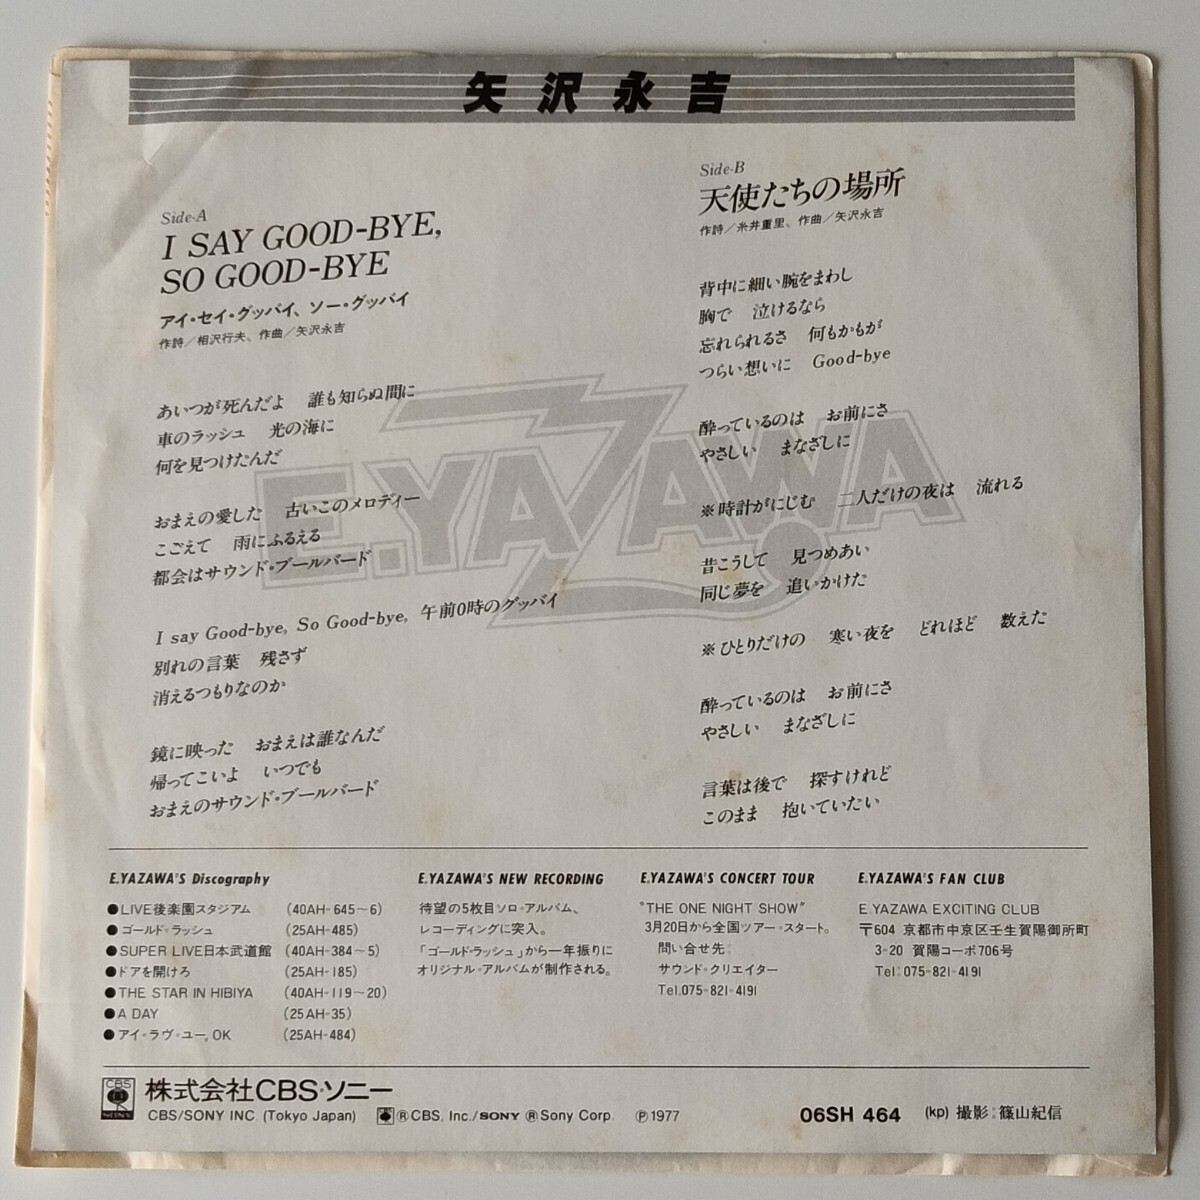 矢沢永吉
Side-A
I SAY GOOD-BYE,
SO GOOD-BYE
アイ・セイ・グッバイ、ソー・グッバイ
作詩／相沢行夫、作曲／矢沢永吉
あいつが死んだよ　誰も知らぬ間に
車のラッシュ　光の海に
何を見つけたんだ
おまえの愛した　古いこのメロディー
こごえて　雨にふるえる
都会はサウンド・ブールバード
I say Good-bye, So Good-bye, 午前0時のグッバイ
別れの言葉　残さず
消えるつもりなのか
鏡に映った　おまえは誰なんだ
帰ってこいよ　いつでも
おまえのサウンド・ブールバード
Side-B
天使たちの場所
作詩／糸井重里、作曲／矢沢永吉
背中に細い腕をまわし
胸で　泣けるなら
忘れられるさ　何もかもが
つらい想いに　Good-bye
酔っているのは　お前にさ
やさしい　まなざしに
※時計がにじむ　二人だけの夜は　流れる
昔こうして　見つめあい
同じ夢を　追いかけた
※ひとりだけの　寒い夜を　どれほど　数えた
酔っているのは　お前にさ
やさしい　まなざしに
言葉は後で　探すけれど
このまま　抱いていたい
E.YAZAWA
E.YAZAWA'S Discography
●LIVE後楽園スタジアム　(40AH-645～6)
●ゴールド・ラッシュ　(25AH-485)
●SUPER LIVE日本武道館　(40AH-384～5)
●ドアを開けろ　(25AH-185)
●THE STAR IN HIBIYA　(40AH-119～20)
●A DAY　(25AH-35)
●アイ・ラヴ・ユー, OK　(25AH-484)
E.YAZAWA'S NEW RECORDING
待望の5枚目ソロ・アルバム、
レコーディングに突入。
「ゴールド・ラッシュ」から一年振りに
オリジナル・アルバムが制作される。
E.YAZAWA'S CONCERT TOUR
"THE ONE NIGHT SHOW"
3月20日から全国ツアー・スタート。
問い合せ先:
サウンド・クリエイター
Tel.075-821-4191
E.YAZAWA'S FAN CLUB
E.YAZAWA EXCITING CLUB
〒604 京都市中京区壬生賀陽御所町
3-20 賀陽コーポ706号
Tel: 075-821-4191
CBS
SONY
株式会社CBS・ソニー
CBS/SONY INC. (Tokyo Japan)　®CBS, Inc./SONY ®Sony Corp.　Ⓟ1977
06SH 464　(kp) 撮影:篠山紀信